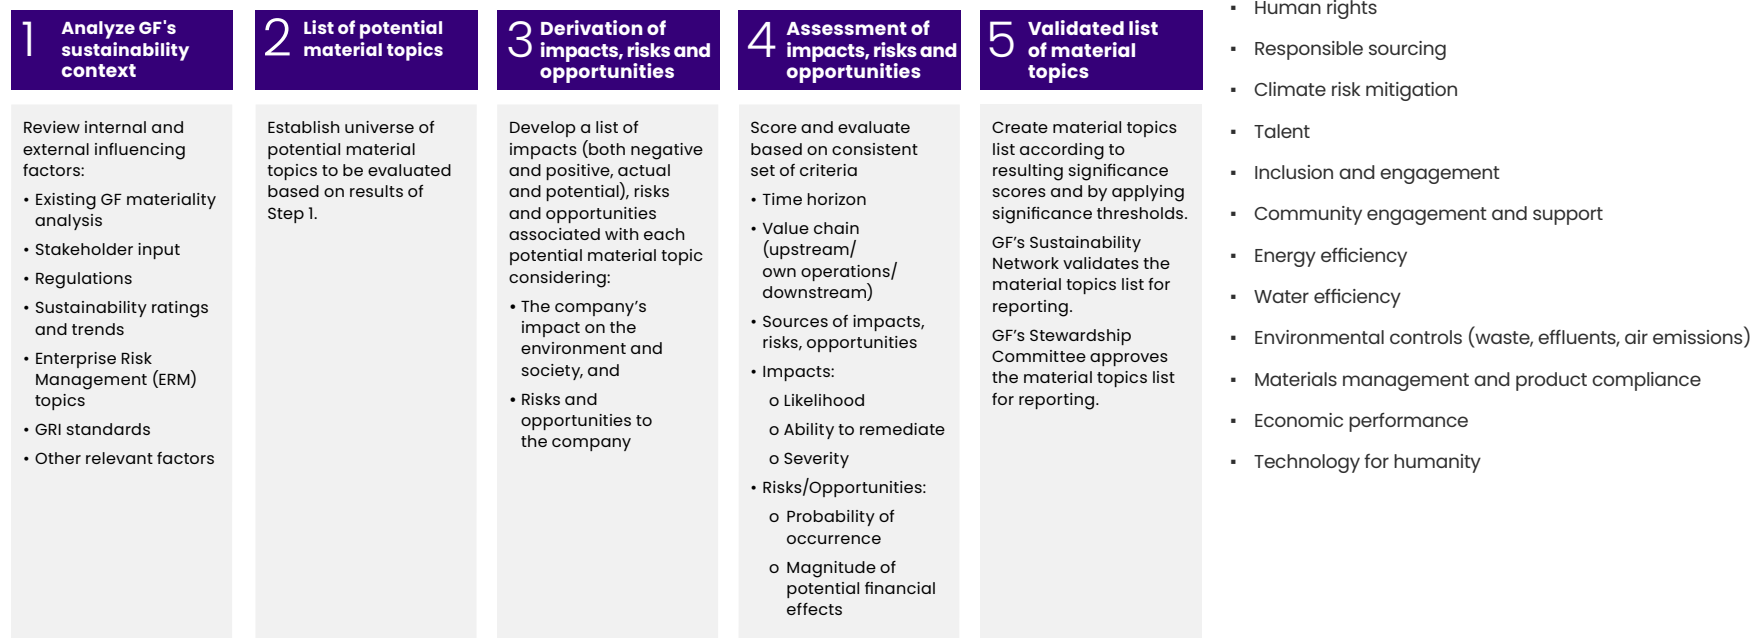 1 Analyze GF's
sustainability
context
Review internal and
external influencing
factors:
• Existing GF materiality
analysis
• Stakeholder input
• Regulations
• Sustainability ratings
and trends
• Enterprise Risk
Management (ERM)
topics
• GRI standards
• Other relevant factors
2 List of potential
material topics
Establish universe of
potential material
topics to be evaluated
based on results of
Step 1.
3 Derivation of
impacts, risks and
opportunities
Develop a list of
impacts (both negative
and positive, actual
and potential), risks
and opportunities
associated with each
potential material topic
considering:
• The company’s
impact on the
environment and
society, and
• Risks and
opportunities to
the company
4 Assessment of
impacts, risks and
opportunities
Score and evaluate
based on consistent
set of criteria
• Time horizon
• Value chain
(upstream/
own operations/
downstream)
• Sources of impacts,
risks, opportunities
• Impacts:
o Likelihood
o Ability to remediate
o Severity
• Risks/Opportunities:
o Probability of
occurrence
o Magnitude of
potential financial
effects
5 Validated list
of material
topics
Create material topics
list according to
resulting significance
scores and by applying
significance thresholds.
GF’s Sustainability
Network validates the
material topics list for
reporting.
GF’s Stewardship
Committee approves
the material topics list
for reporting.
▪ Human rights
▪ Responsible sourcing
▪ Climate risk mitigation
▪ Talent
▪ Inclusion and engagement
▪ Community engagement and support
▪ Energy efficiency
▪ Water efficiency
▪ Environmental controls (waste, effluents, air emissions)
▪ Materials management and product compliance
▪ Economic performance
▪ Technology for humanity